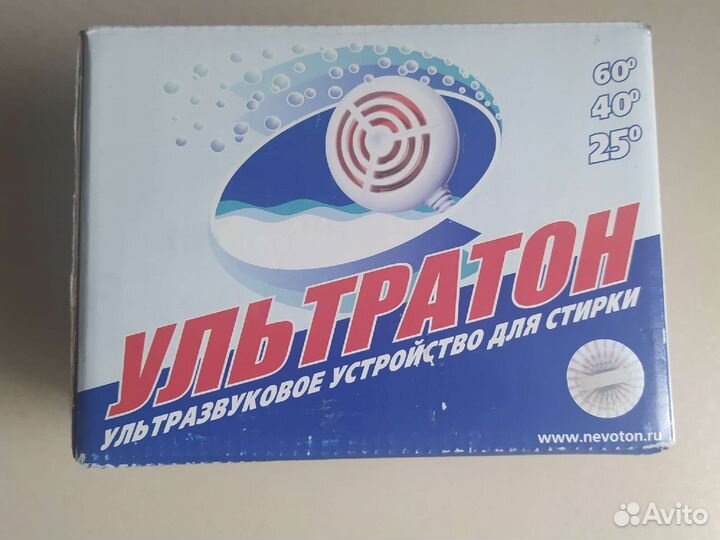 60°
40°
25°
УЛЬТРАТОН
УЛЬТРАЗВУКОВОЕ УСТРОЙСТВО ДЛЯ СТИРКИ
www.nevoton.ru
Avito